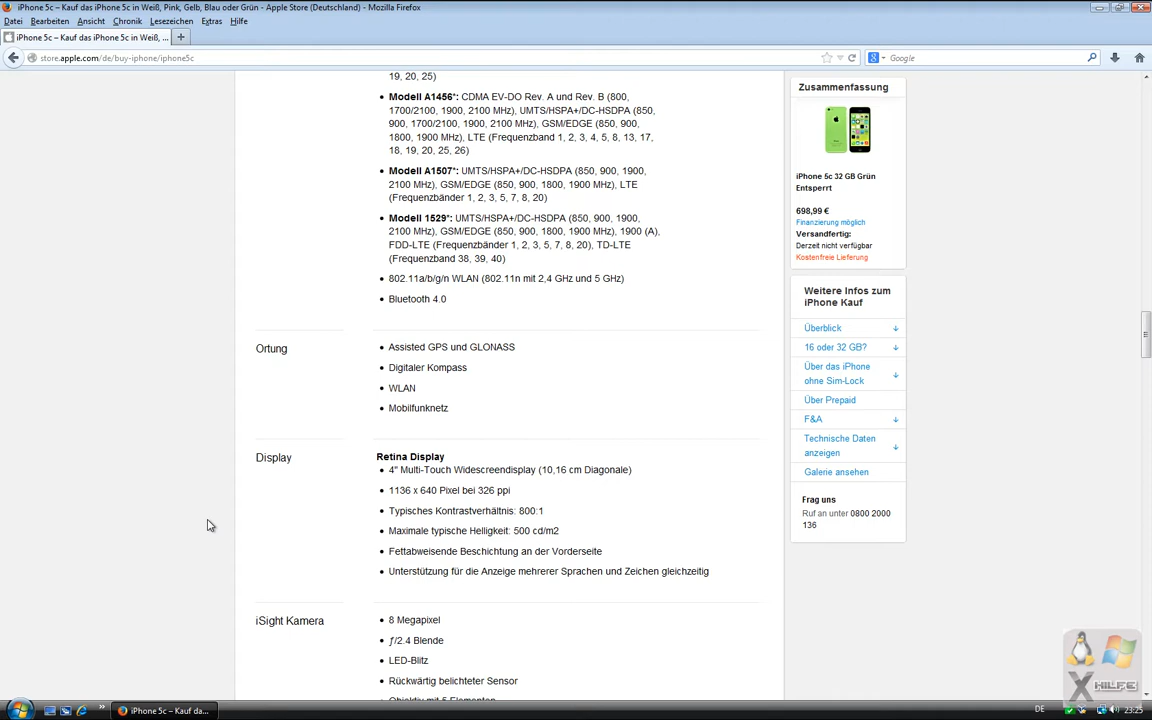 iPhone 5c – Kauf das iPhone 5c in Weiß, Pink, Gelb, Blau oder Grün - Apple Store (Deutschland) - Mozilla Firefox
Datei Bearbeiten Ansicht Chronik Lesezeichen Extras Hilfe
iPhone 5c – Kauf das iPhone 5c in Weiß, ...
store.apple.com/de/buy-iphone/iphone5c
Google
19, 20, 25)
• Modell A1456*: CDMA EV-DO Rev. A und Rev. B (800,
1700/2100, 1900, 2100 MHz), UMTS/HSPA+/DC-HSDPA (850,
900, 1700/2100, 1900, 2100 MHz), GSM/EDGE (850, 900,
1800, 1900 MHz), LTE (Frequenzband 1, 2, 3, 4, 5, 8, 13, 17,
18, 19, 20, 25, 26)
• Modell A1507*: UMTS/HSPA+/DC-HSDPA (850, 900, 1900,
2100 MHz), GSM/EDGE (850, 900, 1800, 1900 MHz), LTE
(Frequenzbänder 1, 2, 3, 5, 7, 8, 20)
• Modell 1529*: UMTS/HSPA+/DC-HSDPA (850, 900, 1900,
2100 MHz), GSM/EDGE (850, 900, 1800, 1900 MHz), 1900 (A),
FDD-LTE (Frequenzbänder 1, 2, 3, 5, 7, 8, 20), TD-LTE
(Frequenzband 38, 39, 40)
• 802.11a/b/g/n WLAN (802.11n mit 2,4 GHz und 5 GHz)
• Bluetooth 4.0
Ortung
• Assisted GPS und GLONASS
• Digitaler Kompass
• WLAN
• Mobilfunknetz
Display
Retina Display
• 4" Multi-Touch Widescreendisplay (10,16 cm Diagonale)
• 1136 x 640 Pixel bei 326 ppi
• Typisches Kontrastverhältnis: 800:1
• Maximale typische Helligkeit: 500 cd/m2
• Fettabweisende Beschichtung an der Vorderseite
• Unterstützung für die Anzeige mehrerer Sprachen und Zeichen gleichzeitig
iSight Kamera
• 8 Megapixel
• ƒ/2.4 Blende
• LED-Blitz
• Rückwärtig belichteter Sensor
• Objektiv mit 5 Elementen
Zusammenfassung
iPhone 5c 32 GB Grün
Entsperrt
698,99 €
Finanzierung möglich
Versandfertig:
Derzeit nicht verfügbar
Kostenfreie Lieferung
Weitere Infos zum
iPhone Kauf
Überblick
16 oder 32 GB?
Über das iPhone
ohne Sim-Lock
Über Prepaid
F&A
Technische Daten
anzeigen
Galerie ansehen
Frag uns
Ruf an unter 0800 2000
136
X HILFE
iPhone 5c – Kauf da...
DE
23:25